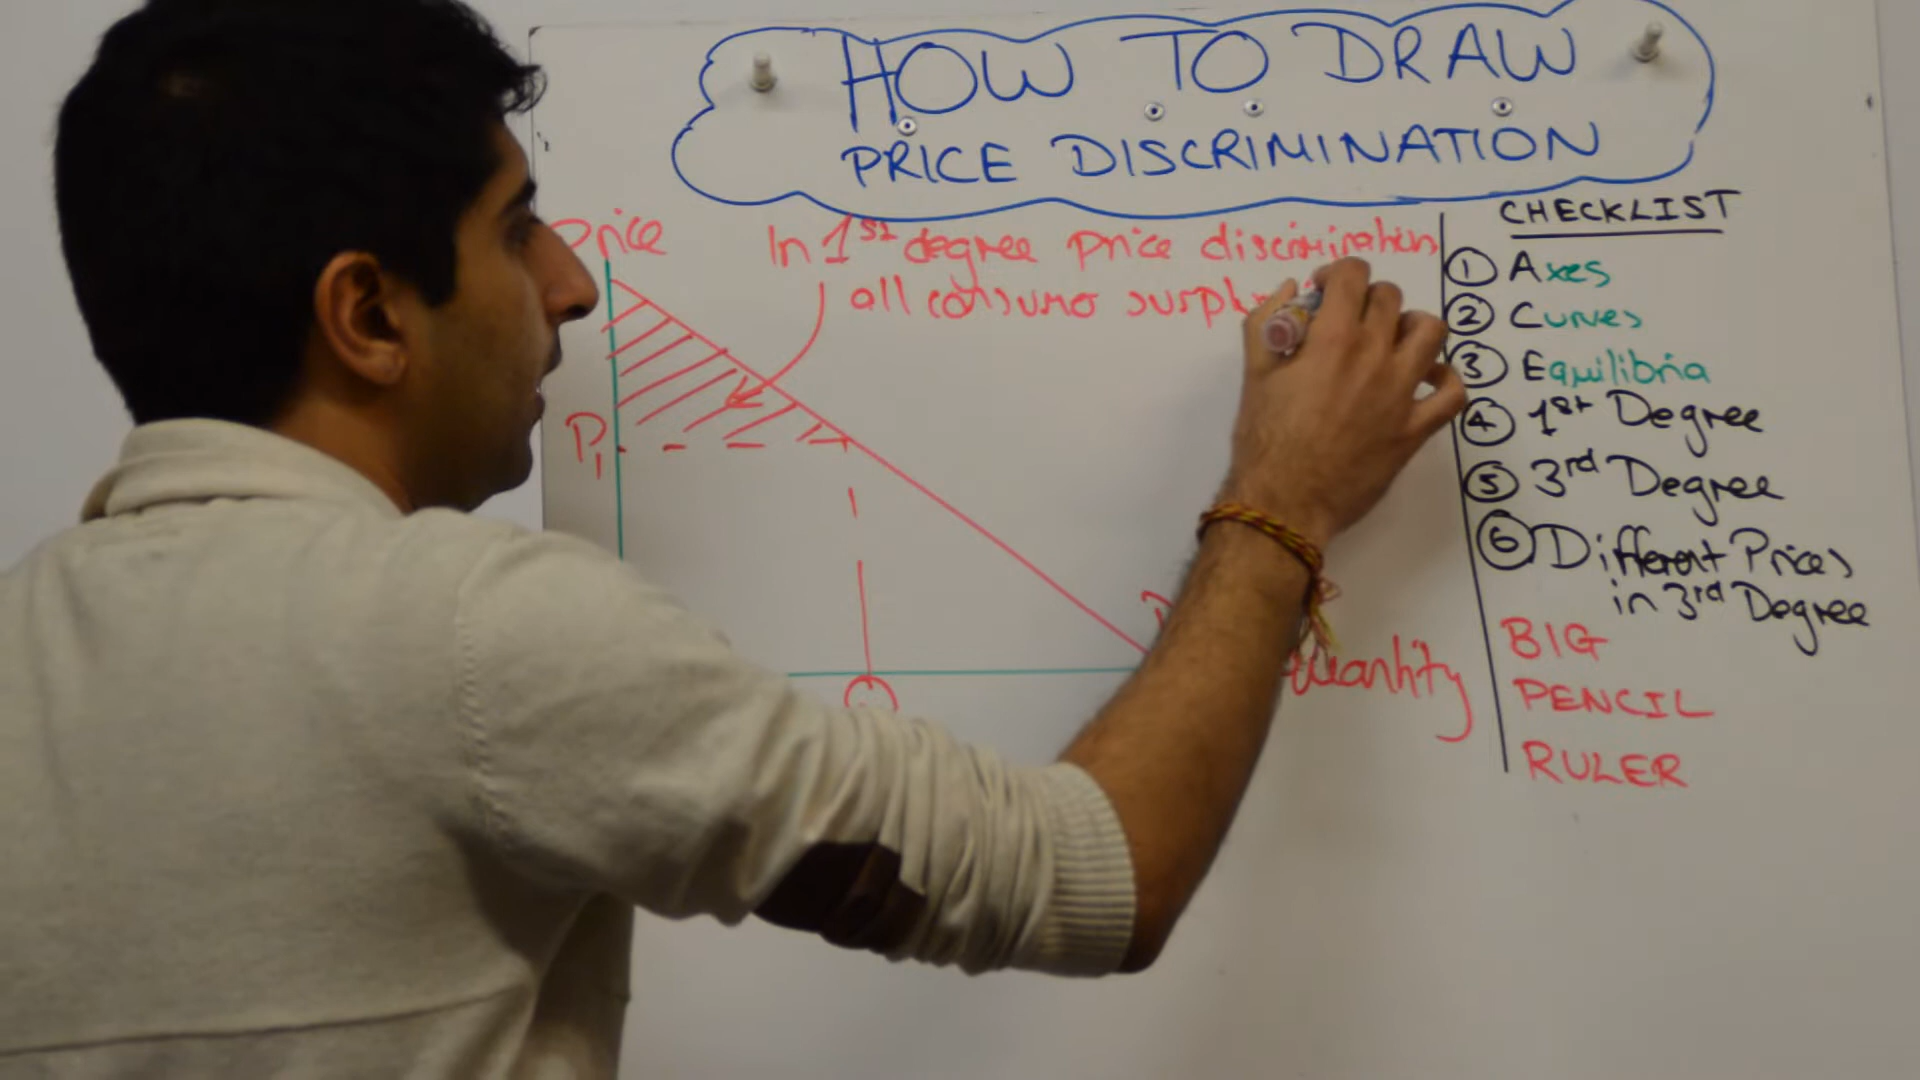 HOW TO DRAW
PRICE DISCRIMINATION
Price
In 1st degree price discrimination,
all consumer surplu
P1
Quantity
CHECKLIST
1 Axes
2 Curves
3 Equilibria
4 1st Degree
5 3rd Degree
6 Different Prices
in 3rd Degree
BIG
PENCIL
RULER